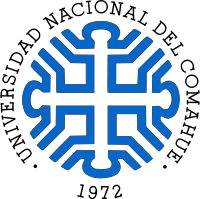 · UNIVERSIDAD NACIONAL DEL COMAHUE ·
1972